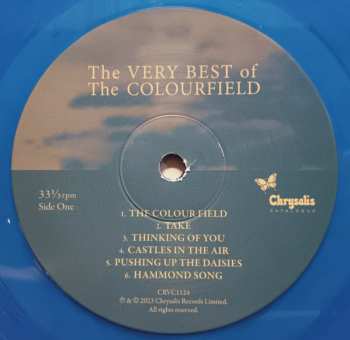 The VERY BEST of
The COLOURFIELD
33⅓ rpm
Side One
Chrysalis
CATALOGUE
1. THE COLOUR FIELD
2. TAKE
3. THINKING OF YOU
4. CASTLES IN THE AIR
5. PUSHING UP THE DAISIES
6. HAMMOND SONG
CRVC1124
℗ & © 2023 Chrysalis Records Limited.
All rights reserved.